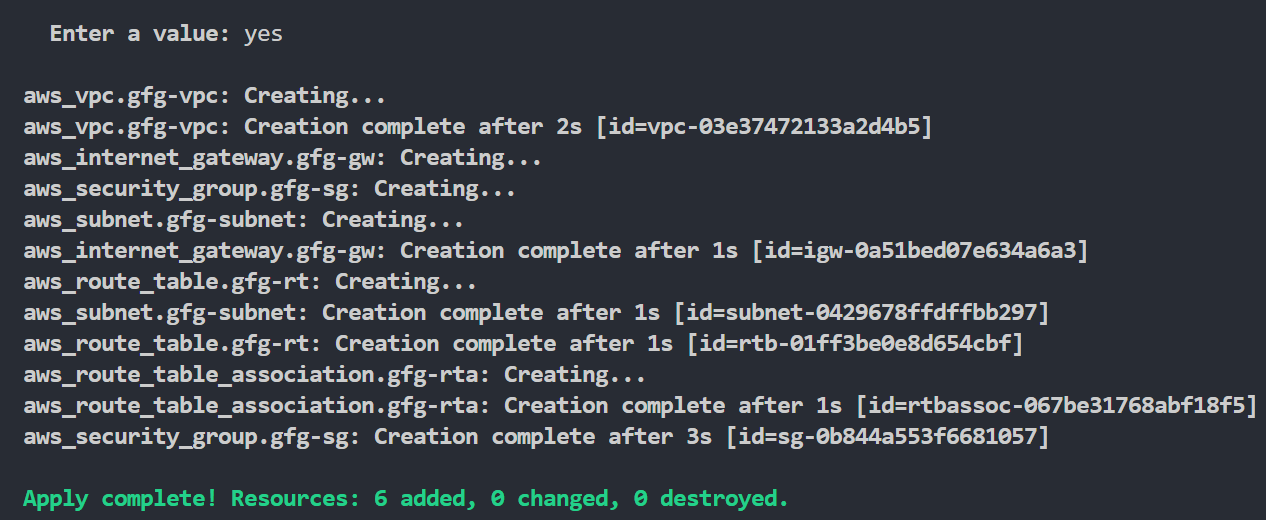 Enter a value: yes
aws_vpc.gfg-vpc: Creating...
aws_vpc.gfg-vpc: Creation complete after 2s [id=vpc-03e37472133a2d4b5]
aws_internet_gateway.gfg-gw: Creating...
aws_security_group.gfg-sg: Creating...
aws_subnet.gfg-subnet: Creating...
aws_internet_gateway.gfg-gw: Creation complete after 1s [id=igw-0a51bed07e634a6a3]
aws_route_table.gfg-rt: Creating...
aws_subnet.gfg-subnet: Creation complete after 1s [id=subnet-0429678ffdffbb297]
aws_route_table.gfg-rt: Creation complete after 1s [id=rtb-01ff3be0e8d654cbf]
aws_route_table_association.gfg-rta: Creating...
aws_route_table_association.gfg-rta: Creation complete after 1s [id=rtbassoc-067be31768abf18f5]
aws_security_group.gfg-sg: Creation complete after 3s [id=sg-0b844a553f6681057]
Apply complete! Resources: 6 added, 0 changed, 0 destroyed.